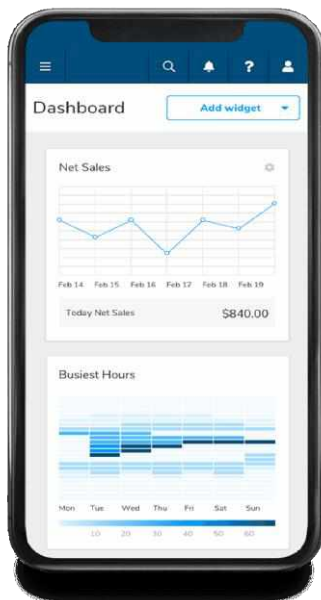 ?
Dashboard
Add widget
Net Sales
Feb 14 Feb 15 Feb 16 Feb 17 Feb 18 Feb 19
Today Net Sales $840.00
Busiest Hours
Mon Tue Wed Thu Fri Sat Sun
10 20 30 40 50 60